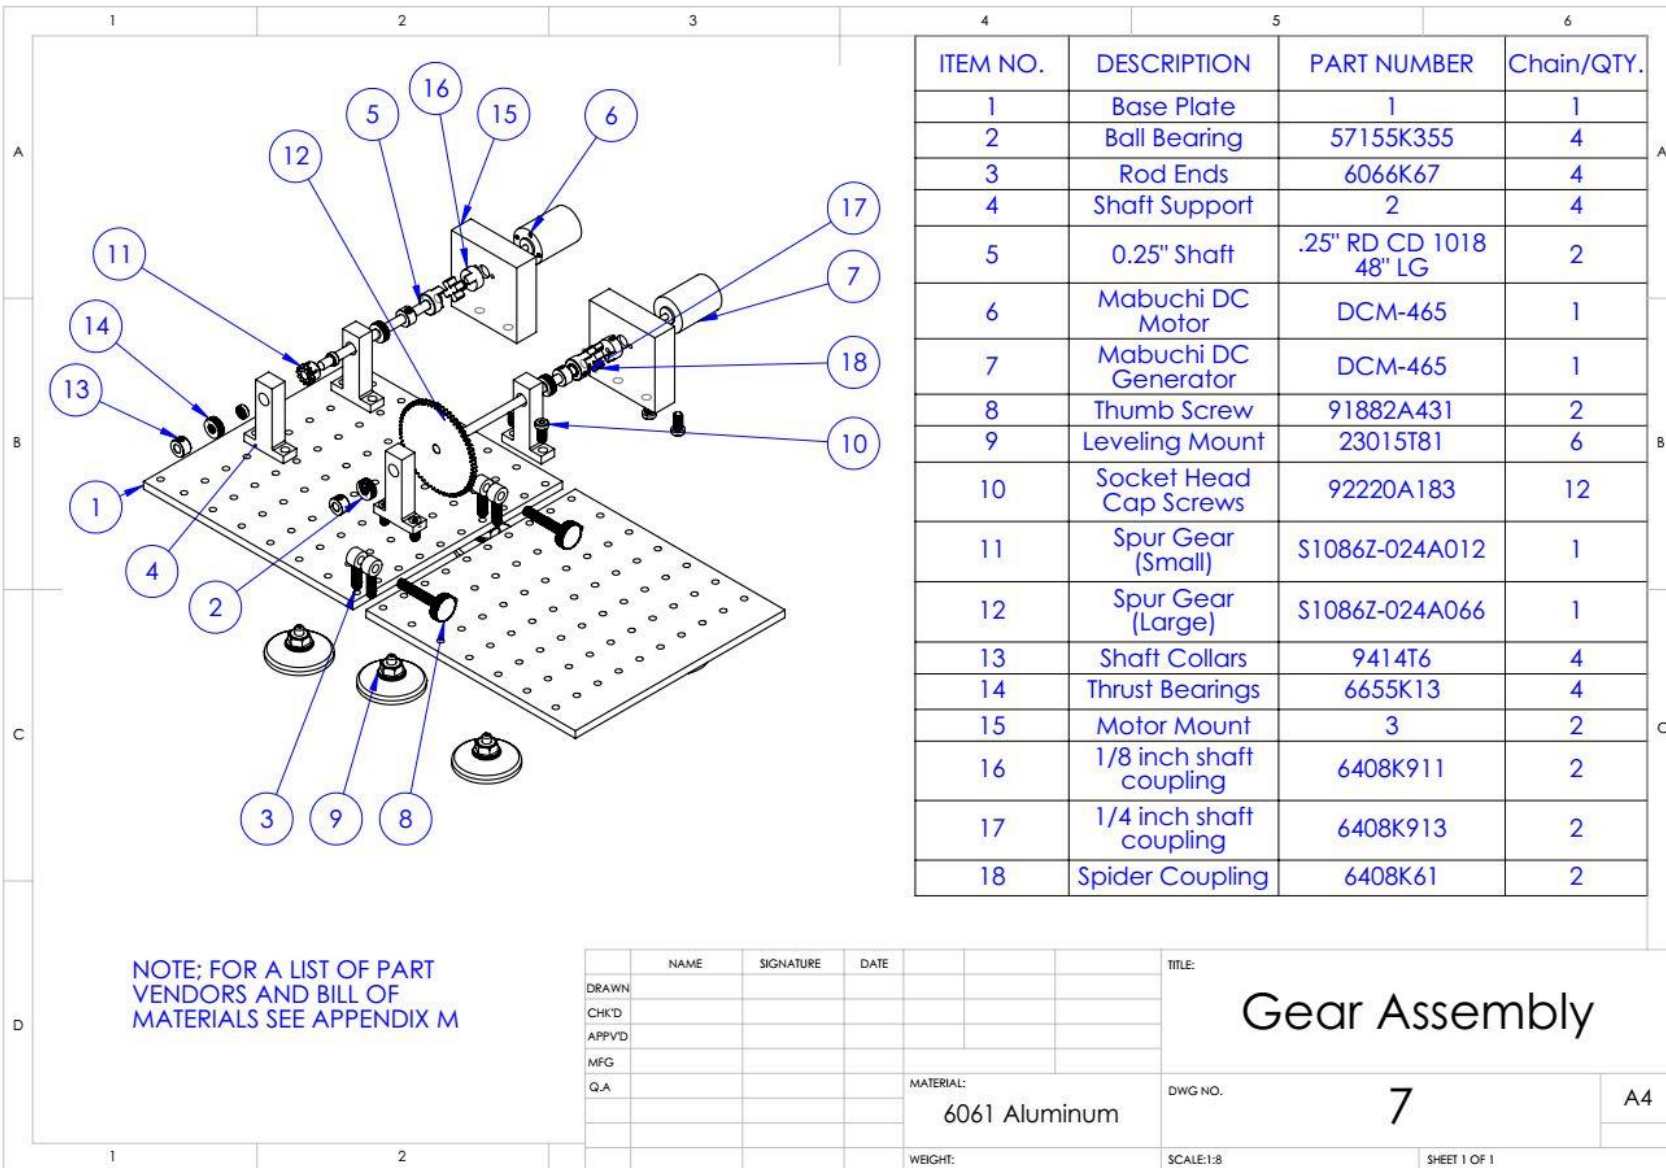 1 2 3 4 5 6
A
B
C
D
A
B
C
16
5
15
6
12
17
11
7
14
18
13
10
1
4
2
3
9
8
ITEM NO. DESCRIPTION PART NUMBER Chain/QTY.
1 Base Plate 1 1
2 Ball Bearing 57155K355 4
3 Rod Ends 6066K67 4
4 Shaft Support 2 4
5 0.25" Shaft .25" RD CD 1018 2
48" LG
6 Mabuchi DC DCM-465 1
Motor
7 Mabuchi DC DCM-465 1
Generator
8 Thumb Screw 91882A431 2
9 Leveling Mount 23015T81 6
10 Socket Head 92220A183 12
Cap Screws
11 Spur Gear S1086Z-024A012 1
(Small)
12 Spur Gear S1086Z-024A066 1
(Large)
13 Shaft Collars 9414T6 4
14 Thrust Bearings 6655K13 4
15 Motor Mount 3 2
16 1/8 inch shaft 6408K911 2
coupling
17 1/4 inch shaft 6408K913 2
coupling
18 Spider Coupling 6408K61 2
NOTE; FOR A LIST OF PART
VENDORS AND BILL OF
MATERIALS SEE APPENDIX M
NAME SIGNATURE DATE
DRAWN
CHK'D
APPV'D
MFG
Q.A
MATERIAL:
6061 Aluminum
WEIGHT:
TITLE:
Gear Assembly
DWG NO.
7
A4
SCALE:1:8
SHEET 1 OF 1
1 2